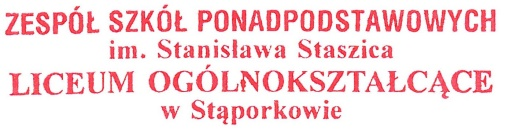 ZESPÓŁ SZKÓŁ PONADPODSTAWOWYCH
im. Stanisława Staszica
LICEUM OGÓLNOKSZTAŁCĄCE
w Stąporkowie